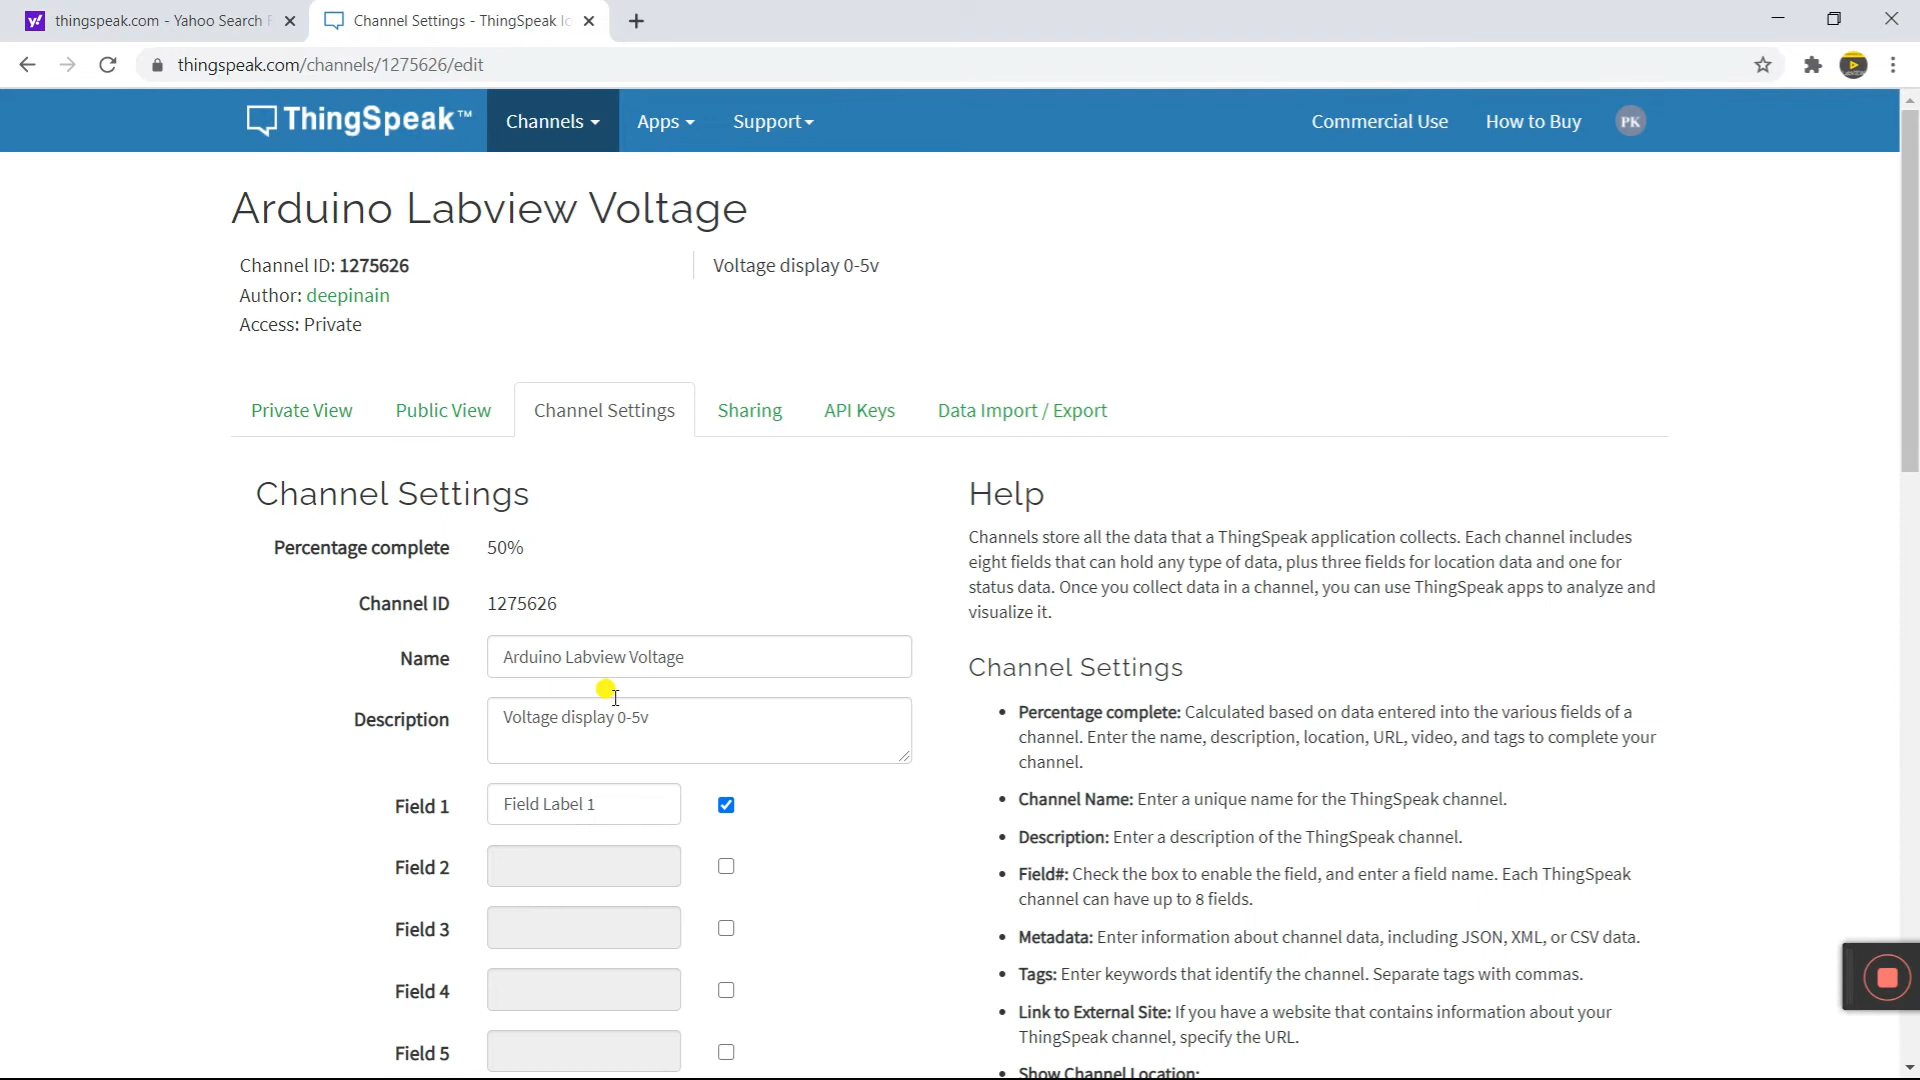 thingspeak.com - Yahoo Search
Channel Settings - ThingSpeak Io
thingspeak.com/channels/1275626/edit
ThingSpeak™
Channels
Apps
Support
Commercial Use
How to Buy
PK
Arduino Labview Voltage
Channel ID: 1275626
Voltage display 0-5v
Author: deepinain
Access: Private
Private View
Public View
Channel Settings
Sharing
API Keys
Data Import / Export
Channel Settings
Percentage complete 50%
Channel ID 1275626
Name Arduino Labview Voltage
Description Voltage display 0-5v
Field 1 Field Label 1
Field 2
Field 3
Field 4
Field 5
Help
Channels store all the data that a ThingSpeak application collects. Each channel includes
eight fields that can hold any type of data, plus three fields for location data and one for
status data. Once you collect data in a channel, you can use ThingSpeak apps to analyze and
visualize it.
Channel Settings
• Percentage complete: Calculated based on data entered into the various fields of a
channel. Enter the name, description, location, URL, video, and tags to complete your
channel.
• Channel Name: Enter a unique name for the ThingSpeak channel.
• Description: Enter a description of the ThingSpeak channel.
• Field#: Check the box to enable the field, and enter a field name. Each ThingSpeak
channel can have up to 8 fields.
• Metadata: Enter information about channel data, including JSON, XML, or CSV data.
• Tags: Enter keywords that identify the channel. Separate tags with commas.
• Link to External Site: If you have a website that contains information about your
ThingSpeak channel, specify the URL.
• Show Channel Location: